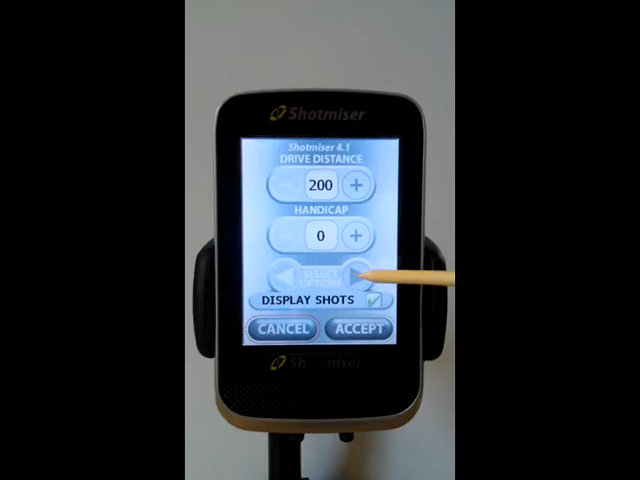 Shotmiser
Shotmiser 4.1
DRIVE DISTANCE
200 +
HANDICAP
0 +
SELECT
OPTIONS
DISPLAY SHOTS
CANCEL ACCEPT
Shotmiser